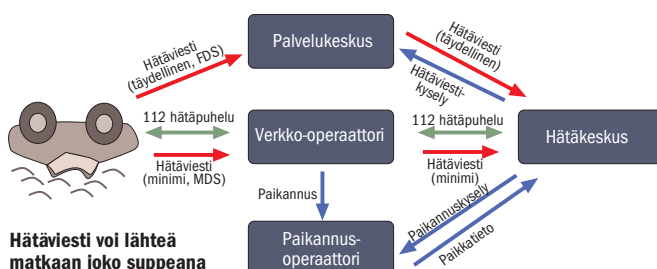 Palvelukeskus
Hätäviesti
(täydellinen, FDS)
Hätäviesti
(täydellinen)
Hätäviesti-
kysely
112 hätäpuhelu
Verkko-operaattori
112 hätäpuhelu
Hätäkeskus
Hätäviesti
(minimi, MDS)
Hätäviesti
(minimi)
Paikannus
Paikannuskysely
Paikkatieto
Paikannus-
operaattori
Hätäviesti voi lähteä
matkaan joko suppeana